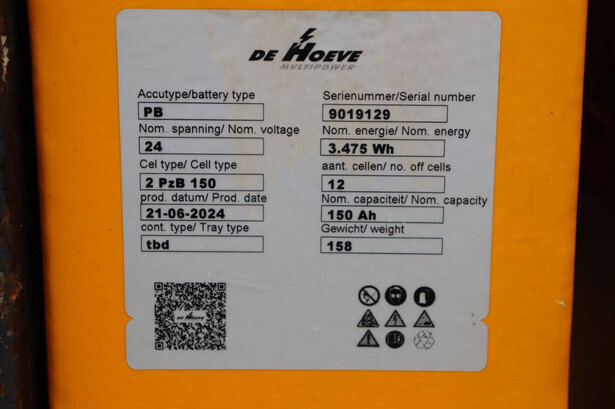 DE HOEVE
MULTIPOWER
Accutype/battery type
PB
Serienummer/Serial number
9019129
Nom. spanning/ Nom. voltage
24
Nom. energie/ Nom. energy
3.475 Wh
Cel type/ Cell type
2 PzB 150
aant. cellen/ no. off cells
12
prod. datum/ Prod. date
21-06-2024
Nom. capaciteit/ Nom. capacity
150 Ah
cont. type/ Tray type
tbd
Gewicht/ weight
158
DE HOEVE